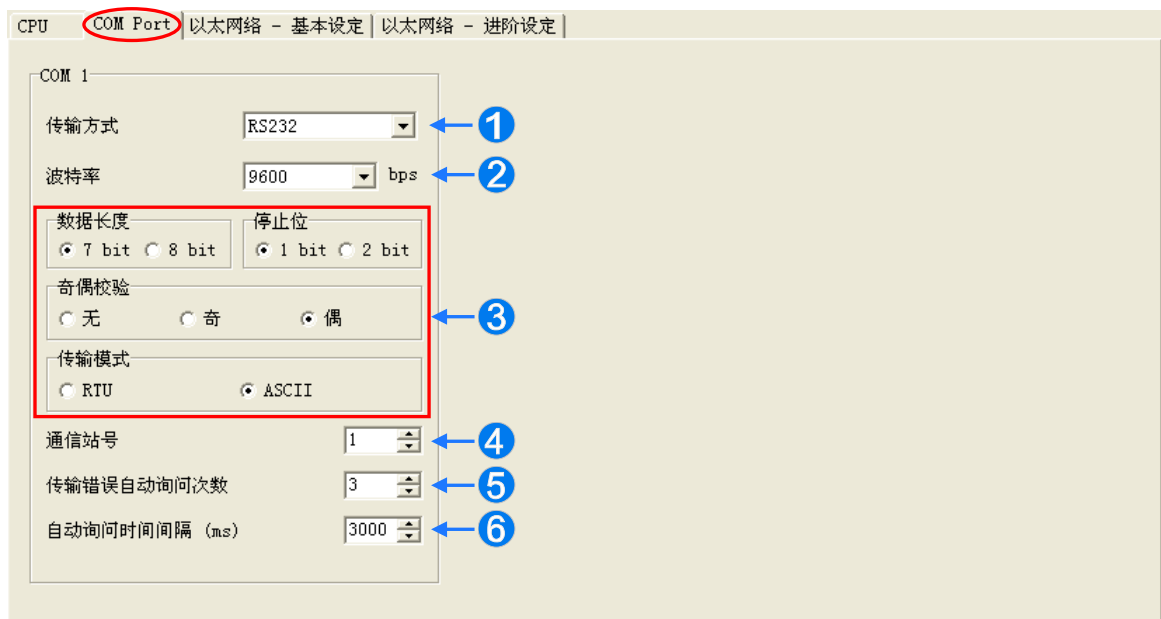 CPU COM Port 以太网络 - 基本设定 以太网络 - 进阶设定
COM 1
传输方式 RS232 1
波特率 9600 bps 2
数据长度 停止位
7 bit 8 bit 1 bit 2 bit
奇偶校验
无 奇 偶 3
传输模式
RTU ASCII
通信站号 1 4
传输错误自动询问次数 3 5
自动询问时间间隔 (ms) 3000 6